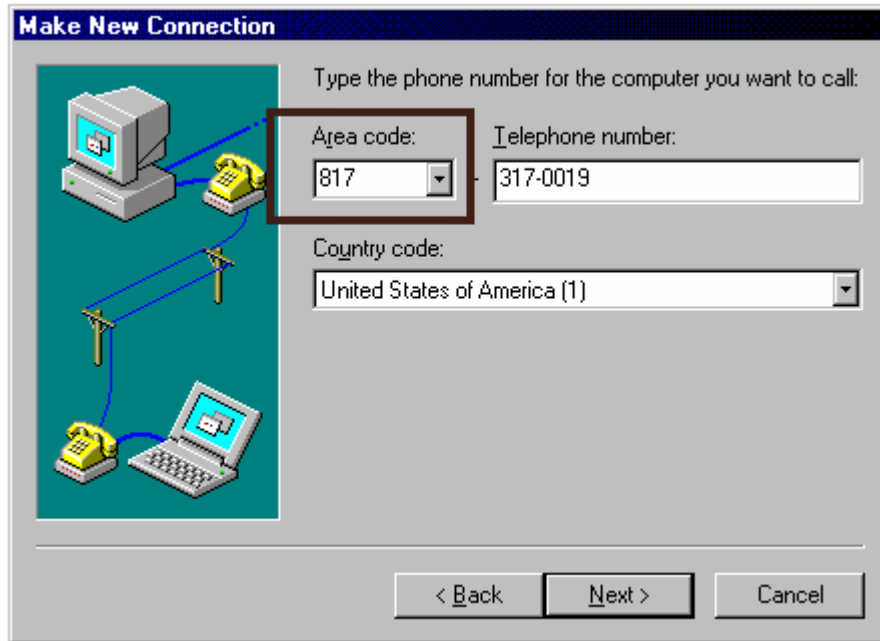 Make New Connection
Type the phone number for the computer you want to call:
Area code: Telephone number:
817 - 317-0019
Country code:
United States of America (1)
< Back Next > Cancel